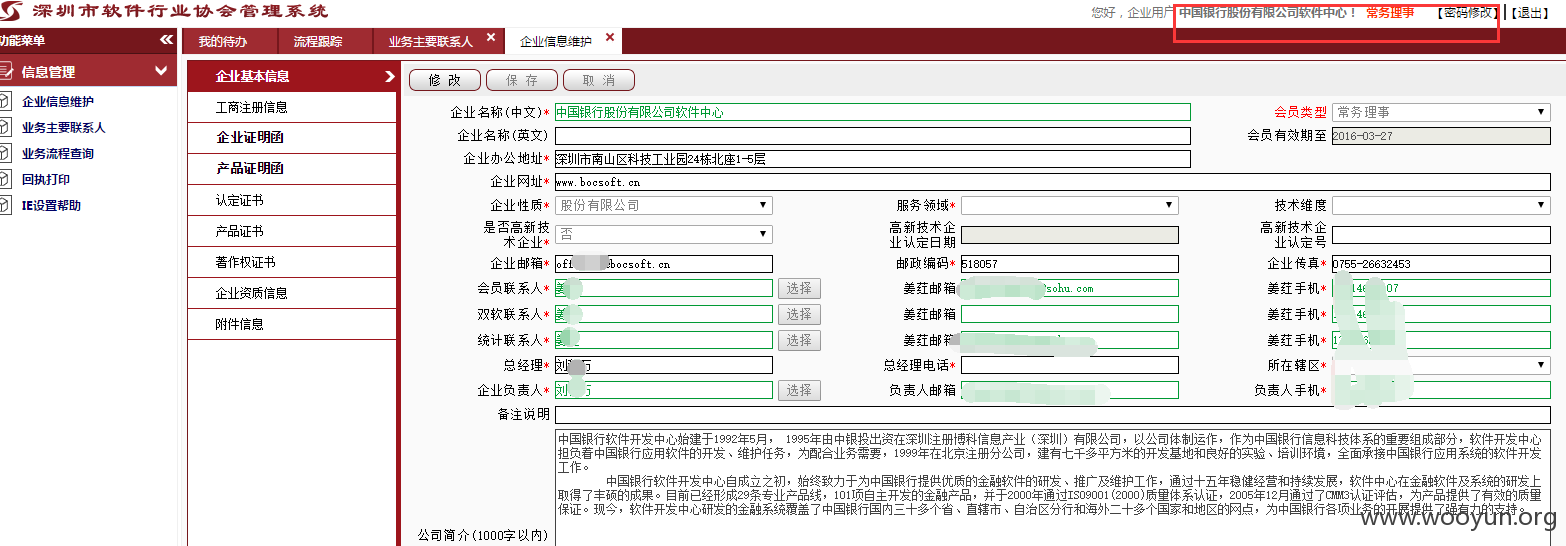 深圳市软件行业协会管理系统
您好，企业用户 中国银行股份有限公司软件中心！ 常务理事 【密码修改】 【退出】
功能菜单 «
我的待办 流程跟踪 业务主要联系人 × 企业信息维护 ×
信息管理
企业信息维护
业务主要联系人
业务流程查询
回执打印
IE设置帮助
企业基本信息
工商注册信息
企业证明函
产品证明函
认定证书
产品证书
著作权证书
企业资质信息
附件信息
修 改 保 存 取 消
企业名称(中文)* 中国银行股份有限公司软件中心 会员类型 常务理事
企业名称(英文) 会员有效期至 2016-03-27
企业办公地址* 深圳市南山区科技工业园24栋北座1-5层
企业网址* www.bocsoft.cn
企业性质* 股份有限公司 服务领域* 技术维度
是否高新技术企业* 否 高新技术企业认定日期 高新技术企业认定号
企业邮箱* off bocsoft.cn 邮政编码* 518057 企业传真* 0755-26632453
会员联系人* 姜 选择 姜荭邮箱 sohu.com 姜荭手机* 14 07
双软联系人* 姜 选择 姜荭邮箱 姜荭手机*
统计联系人* 选择 姜荭邮箱 姜荭手机*
总经理* 刘 万 总经理电话* 所在辖区*
企业负责人* 刘 万 选择 负责人邮箱 负责人手机*
备注说明
中国银行软件开发中心始建于1992年5月， 1995年由中银投出资在深圳注册博科信息产业（深圳）有限公司，以公司体制运作，作为中国银行信息科技体系的重要组成部分，软件开发中心
担负着中国银行应用软件的开发、维护任务，为配合业务需要，1999年在北京注册分公司，建有七千多平方米的开发基地和良好的实验、培训环境，全面承接中国银行应用系统的软件开发
工作。
中国银行软件开发中心自成立之初，始终致力于为中国银行提供优质的金融软件的研发、推广及维护工作，通过十五年稳健经营和持续发展，软件中心在金融软件及系统的研发上
取得了丰硕的成果。目前已经形成29条专业产品线，101项自主开发的金融产品，并于2000年通过ISO9001(2000)质量体系认证，2005年12月通过了CMM3认证评估，为产品提供了有效的质量
保证。现今，软件开发中心研发的金融系统覆盖了中国银行国内三十多个省、直辖市、自治区分行和海外二十多个国家和地区的网点，为中国银行各项业务的开展提供了强有力的支持。
公司简介(1000字以内)
www.wooyun.org